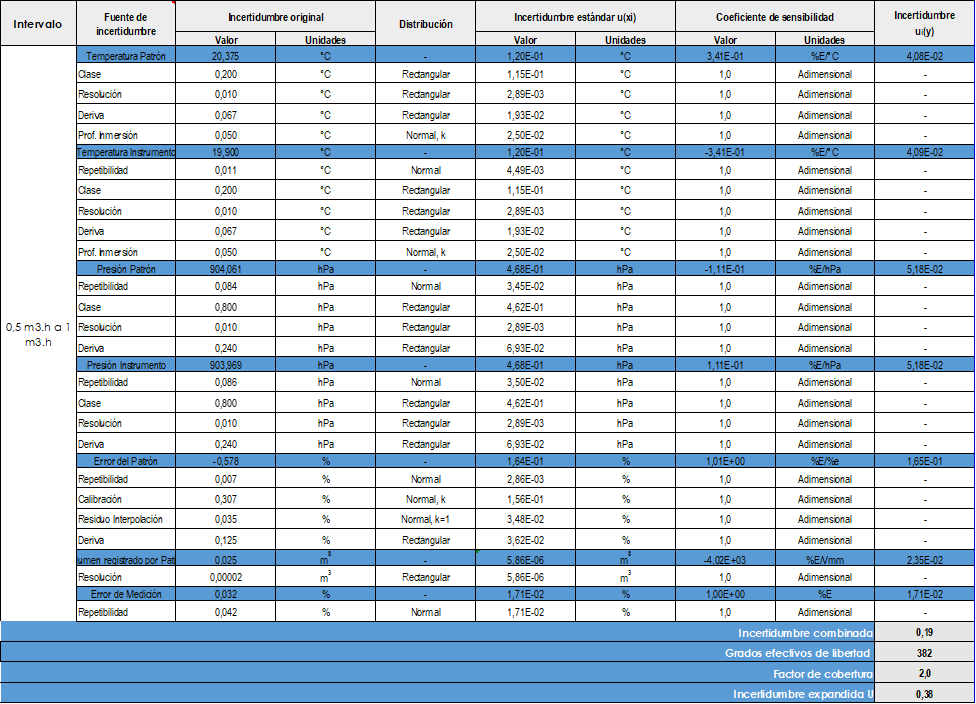 Intervalo Fuente de incertidumbre Incertidumbre original Distribución Incertidumbre estándar u(xi) Coeficiente de sensibilidad Incertidumbre uᵢ(y)
Valor Unidades Valor Unidades Valor Unidades
Temperatura Patrón 20,375 °C - 1,20E-01 °C 3,41E-01 %E/°C 4,08E-02
Clase 0,200 °C Rectangular 1,15E-01 °C 1,0 Adimensional -
Resolución 0,010 °C Rectangular 2,89E-03 °C 1,0 Adimensional -
Deriva 0,067 °C Rectangular 1,93E-02 °C 1,0 Adimensional -
Prof. Inmersión 0,050 °C Normal, k 2,50E-02 °C 1,0 Adimensional -
Temperatura Instrumento 19,900 °C - 1,20E-01 °C -3,41E-01 %E/°C 4,09E-02
Repetibilidad 0,011 °C Normal 4,49E-03 °C 1,0 Adimensional -
Clase 0,200 °C Rectangular 1,15E-01 °C 1,0 Adimensional -
Resolución 0,010 °C Rectangular 2,89E-03 °C 1,0 Adimensional -
Deriva 0,067 °C Rectangular 1,93E-02 °C 1,0 Adimensional -
Prof. Inmersión 0,050 °C Normal, k 2,50E-02 °C 1,0 Adimensional -
Presión Patrón 904,061 hPa - 4,68E-01 hPa -1,11E-01 %E/hPa 5,18E-02
Repetibilidad 0,084 hPa Normal 3,45E-02 hPa 1,0 Adimensional -
Clase 0,800 hPa Rectangular 4,62E-01 hPa 1,0 Adimensional -
0,5 m3.h a 1 m3.h
Resolución 0,010 hPa Rectangular 2,89E-03 hPa 1,0 Adimensional -
Deriva 0,240 hPa Rectangular 6,93E-02 hPa 1,0 Adimensional -
Presión Instrumento 903,969 hPa - 4,68E-01 hPa 1,11E-01 %E/hPa 5,18E-02
Repetibilidad 0,086 hPa Normal 3,50E-02 hPa 1,0 Adimensional -
Clase 0,800 hPa Rectangular 4,62E-01 hPa 1,0 Adimensional -
Resolución 0,010 hPa Rectangular 2,89E-03 hPa 1,0 Adimensional -
Deriva 0,240 hPa Rectangular 6,93E-02 hPa 1,0 Adimensional -
Error del Patrón -0,578 % - 1,64E-01 % 1,01E+00 %E/%e 1,65E-01
Repetibilidad 0,007 % Normal 2,86E-03 % 1,0 Adimensional -
Calibración 0,307 % Normal, k 1,56E-01 % 1,0 Adimensional -
Residuo Interpolación 0,035 % Normal, k=1 3,48E-02 % 1,0 Adimensional -
Deriva 0,125 % Rectangular 3,62E-02 % 1,0 Adimensional -
umen registrado por Pat 0,025 m³ - 5,86E-06 m³ -4,02E+03 %E/Vmm 2,35E-02
Resolución 0,00002 m³ Rectangular 5,86E-06 m³ 1,0 Adimensional -
Error de Medición 0,032 % - 1,71E-02 % 1,00E+00 %E 1,71E-02
Repetibilidad 0,042 % Normal 1,71E-02 % 1,0 Adimensional -
Incertidumbre combinada 0,19
Grados efectivos de libertad 382
Factor de cobertura 2,0
Incertidumbre expandida U 0,38